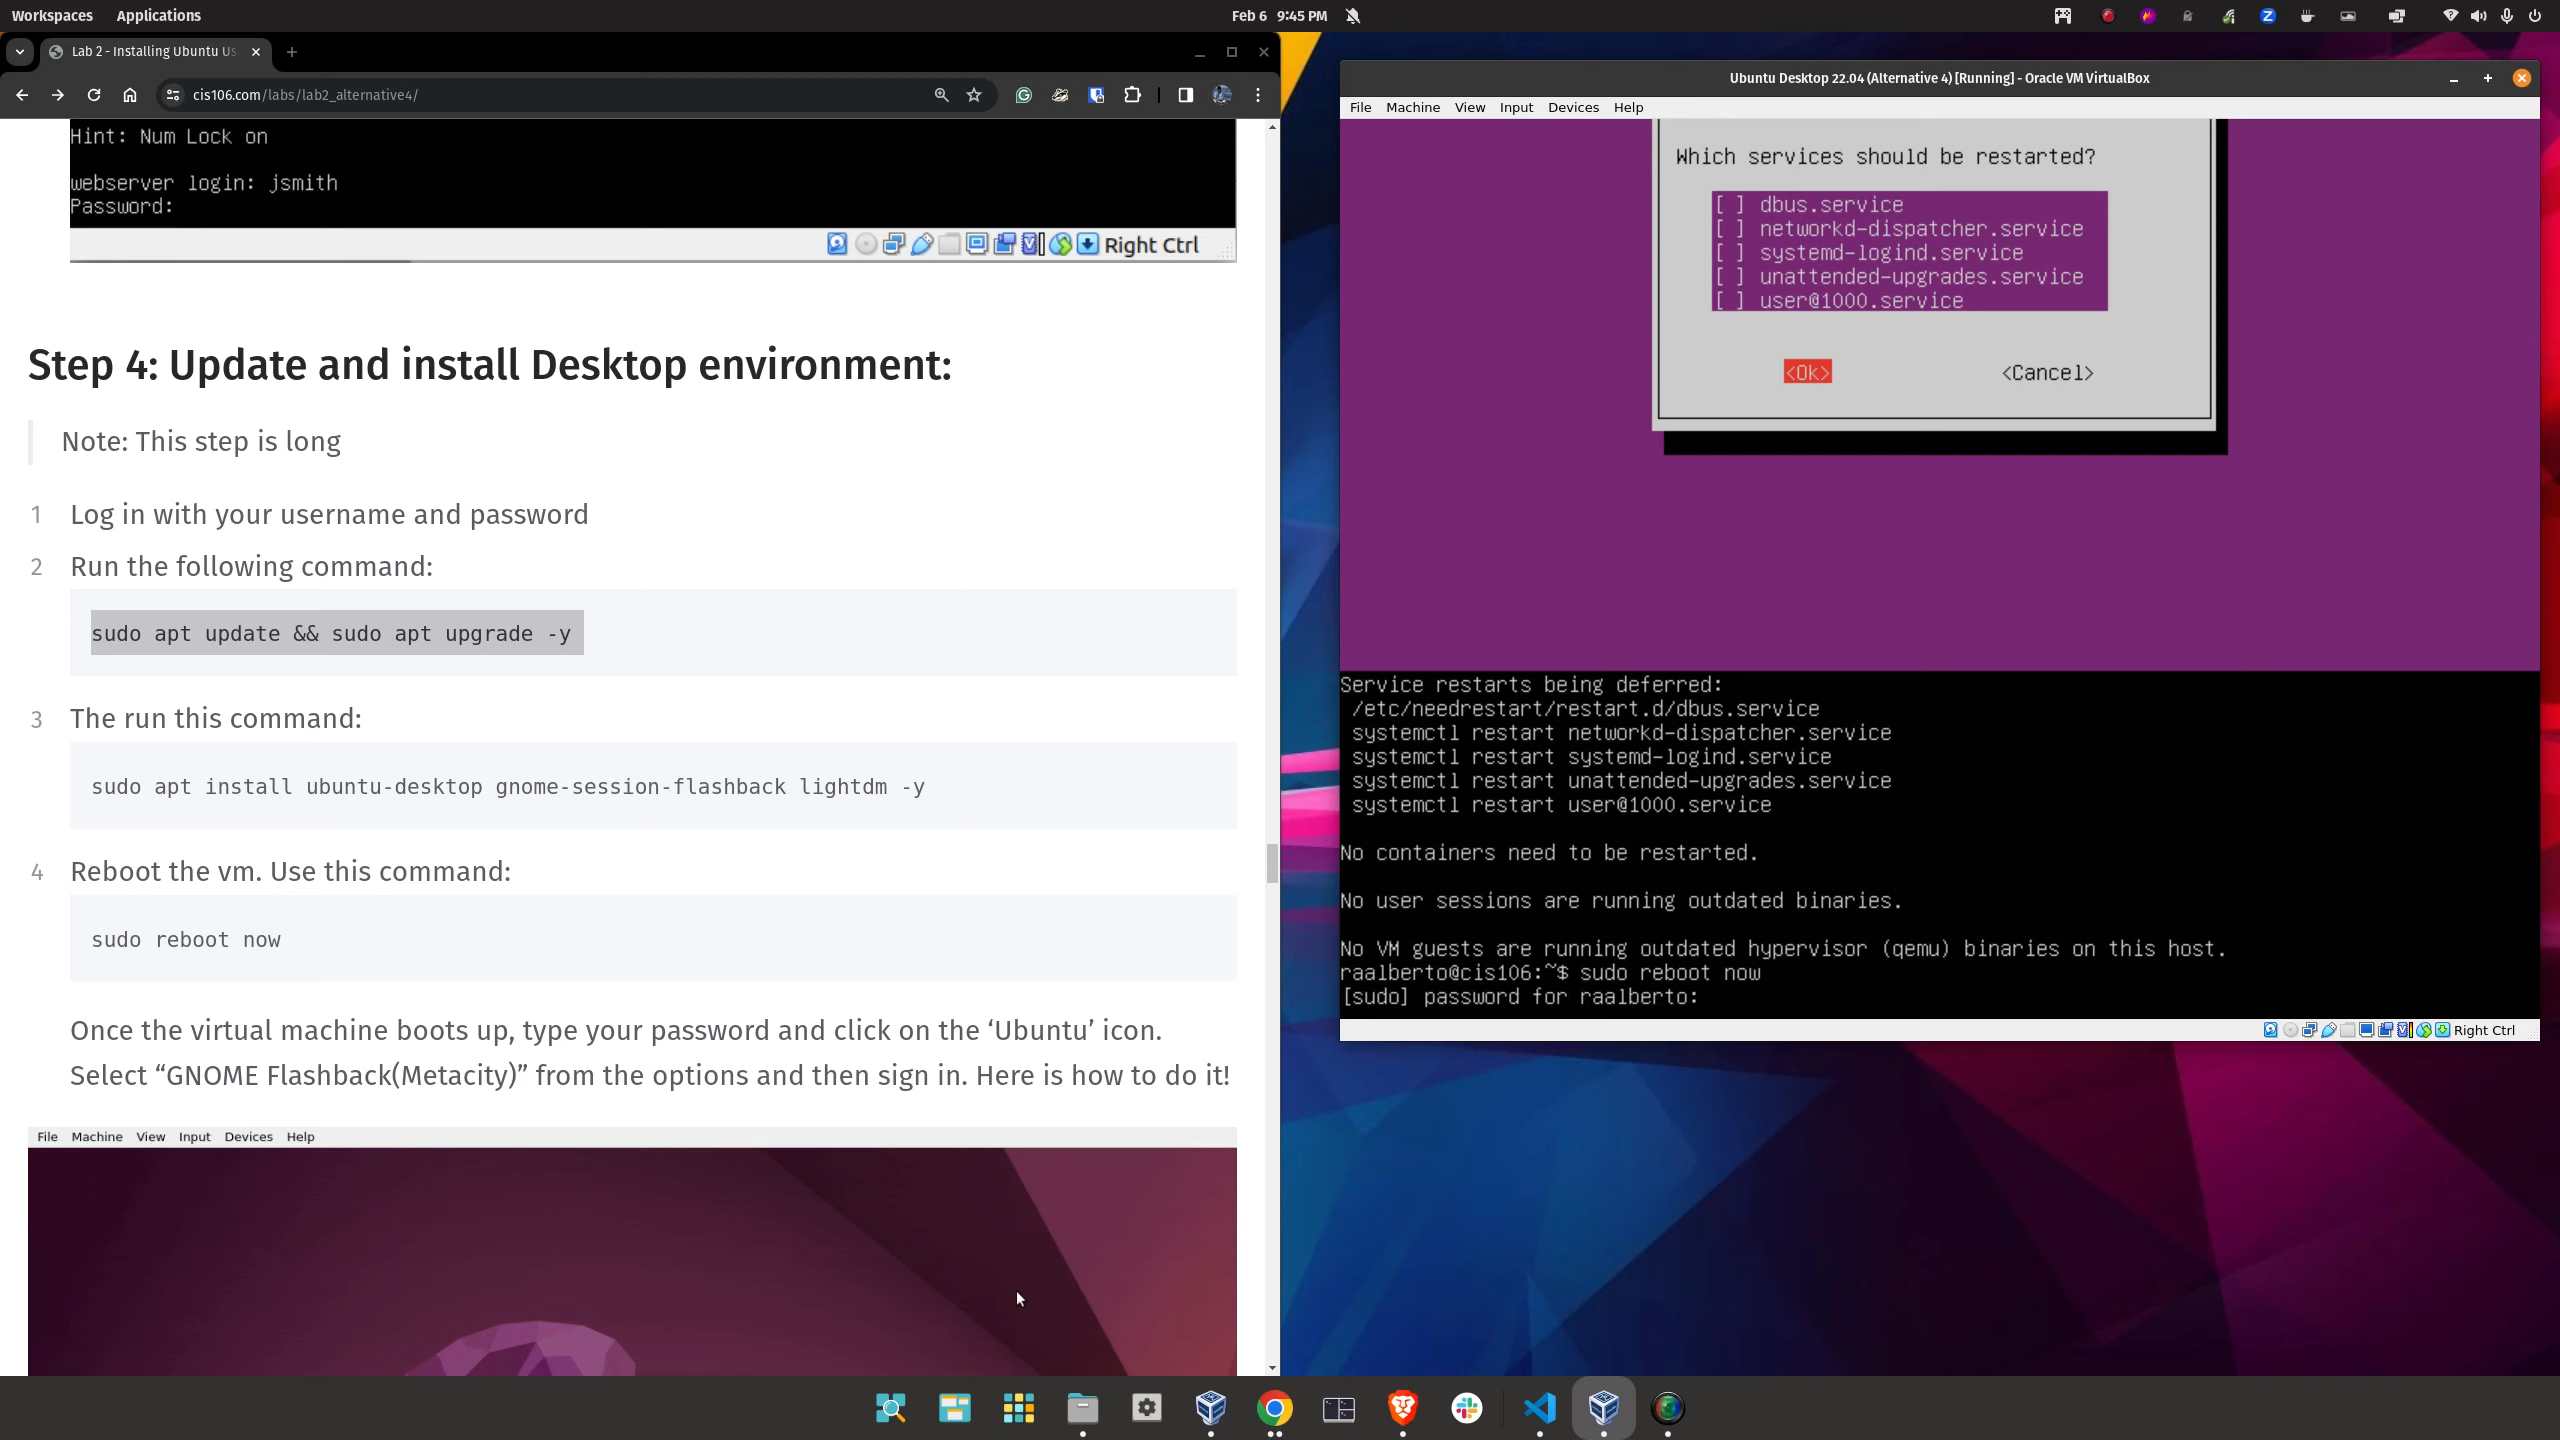 Workspaces Applications Feb 6 9:45 PM
Lab 2 - Installing Ubuntu Us
cis106.com/labs/lab2_alternative4/
Hint: Num Lock on
webserver login: jsmith
Password:
Right Ctrl
Step 4: Update and install Desktop environment:
Note: This step is long
1 Log in with your username and password
2 Run the following command:
sudo apt update && sudo apt upgrade -y
3 The run this command:
sudo apt install ubuntu-desktop gnome-session-flashback lightdm -y
4 Reboot the vm. Use this command:
sudo reboot now
Once the virtual machine boots up, type your password and click on the ‘Ubuntu’ icon.
Select “GNOME Flashback(Metacity)” from the options and then sign in. Here is how to do it!
File Machine View Input Devices Help
Ubuntu Desktop 22.04 (Alternative 4) [Running] - Oracle VM VirtualBox
File Machine View Input Devices Help
Which services should be restarted?
[ ] dbus.service
[ ] networkd-dispatcher.service
[ ] systemd-logind.service
[ ] unattended-upgrades.service
[ ] user@1000.service
<Ok> <Cancel>
Service restarts being deferred:
/etc/needrestart/restart.d/dbus.service
systemctl restart networkd-dispatcher.service
systemctl restart systemd-logind.service
systemctl restart unattended-upgrades.service
systemctl restart user@1000.service
No containers need to be restarted.
No user sessions are running outdated binaries.
No VM guests are running outdated hypervisor (qemu) binaries on this host.
raalberto@cis106:~$ sudo reboot now
[sudo] password for raalberto:
Right Ctrl